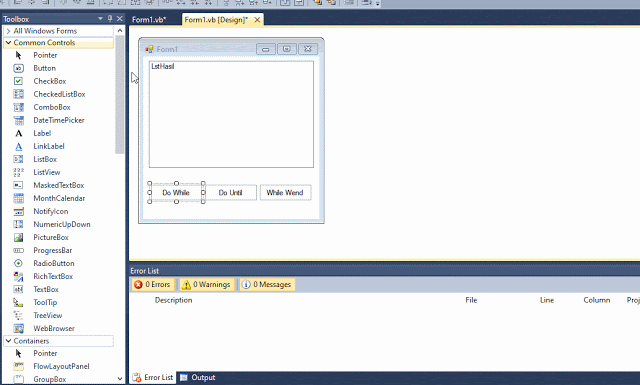 Toolbox
Form1.vb*
Form1.vb [Design]*
All Windows Forms
Common Controls
Pointer
Button
CheckBox
CheckedListBox
ComboBox
DateTimePicker
Label
LinkLabel
ListBox
ListView
MaskedTextBox
MonthCalendar
NotifyIcon
NumericUpDown
PictureBox
ProgressBar
RadioButton
RichTextBox
TextBox
ToolTip
TreeView
WebBrowser
Containers
Pointer
FlowLayoutPanel
GroupBox
Form1
LstHasil
Do While
Do Until
While Wend
Error List
0 Errors
0 Warnings
0 Messages
Description
File
Line
Column
Proj
Error List
Output